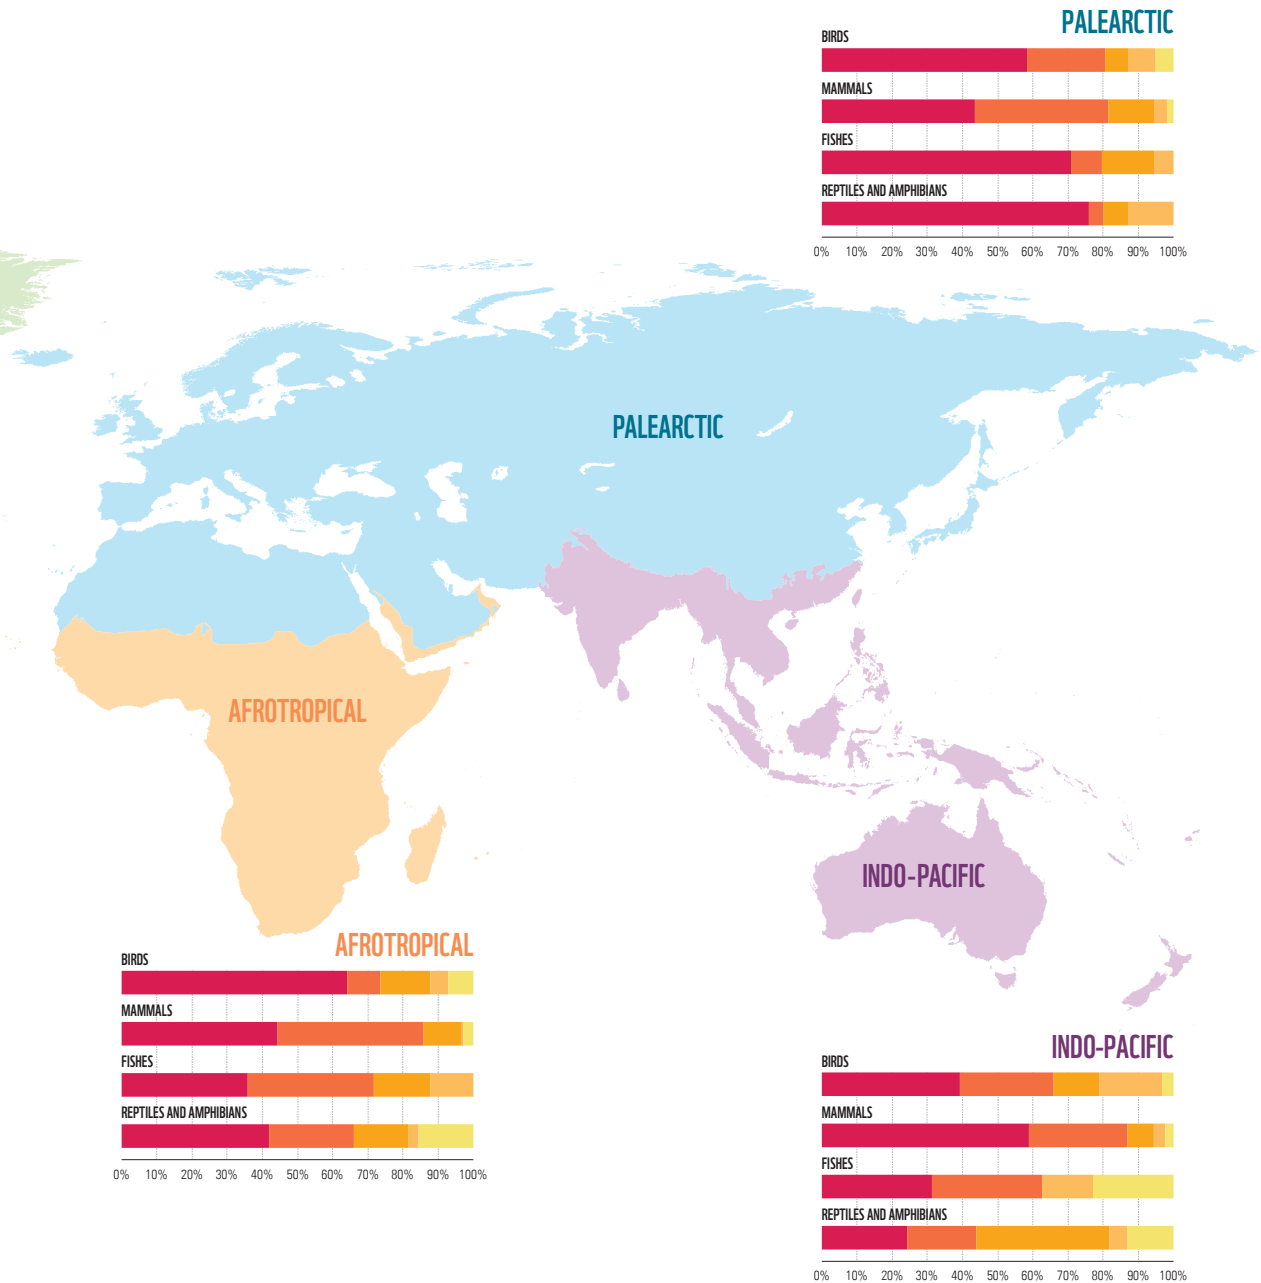 PALEARCTIC
BIRDS
MAMMALS
FISHES
REPTILES AND AMPHIBIANS
0% 10% 20% 30% 40% 50% 60% 70% 80% 90% 100%
PALEARCTIC
AFROTROPICAL
INDO-PACIFIC
AFROTROPICAL
BIRDS
MAMMALS
FISHES
REPTILES AND AMPHIBIANS
0% 10% 20% 30% 40% 50% 60% 70% 80% 90% 100%
INDO-PACIFIC
BIRDS
MAMMALS
FISHES
REPTILES AND AMPHIBIANS
0% 10% 20% 30% 40% 50% 60% 70% 80% 90% 100%